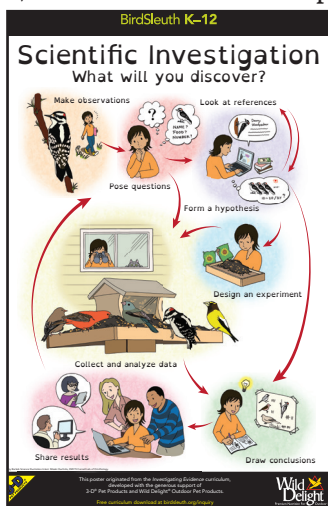 BirdSleuth K–12
Scientific Investigation
What will you discover?
Make observations
Look at references
?
NAME?
FOOD?
NUMBER?
Pose questions
Form a hypothesis
Design an experiment
Collect and analyze data
Share results
Draw conclusions
This poster originated from the Investigating Evidence curriculum,
developed with the generous support of
3-D® Pet Products and Wild Delight® Outdoor Pet Products.
Free curriculum download at birdsleuth.org/inquiry
Wild
Delight